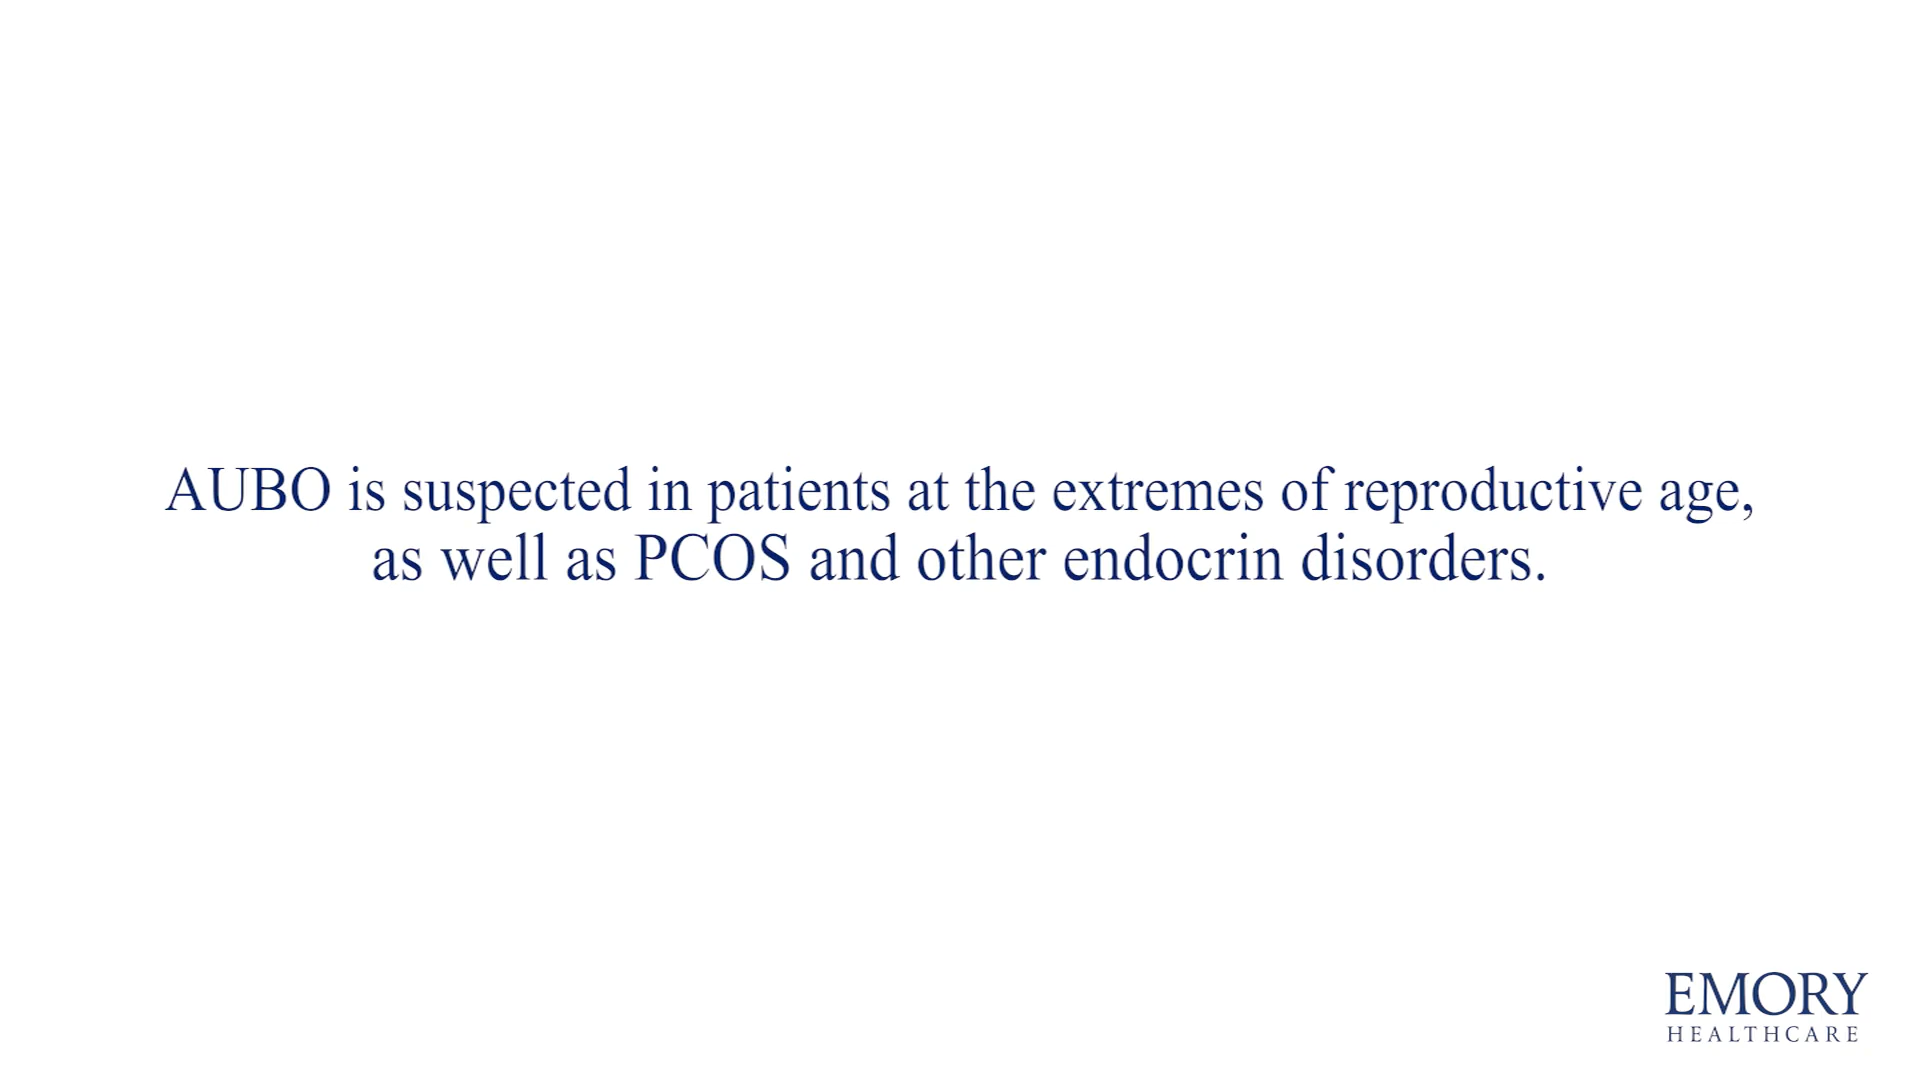 AUBO is suspected in patients at the extremes of reproductive age,
as well as PCOS and other endocrin disorders.
EMORY
HEALTHCARE